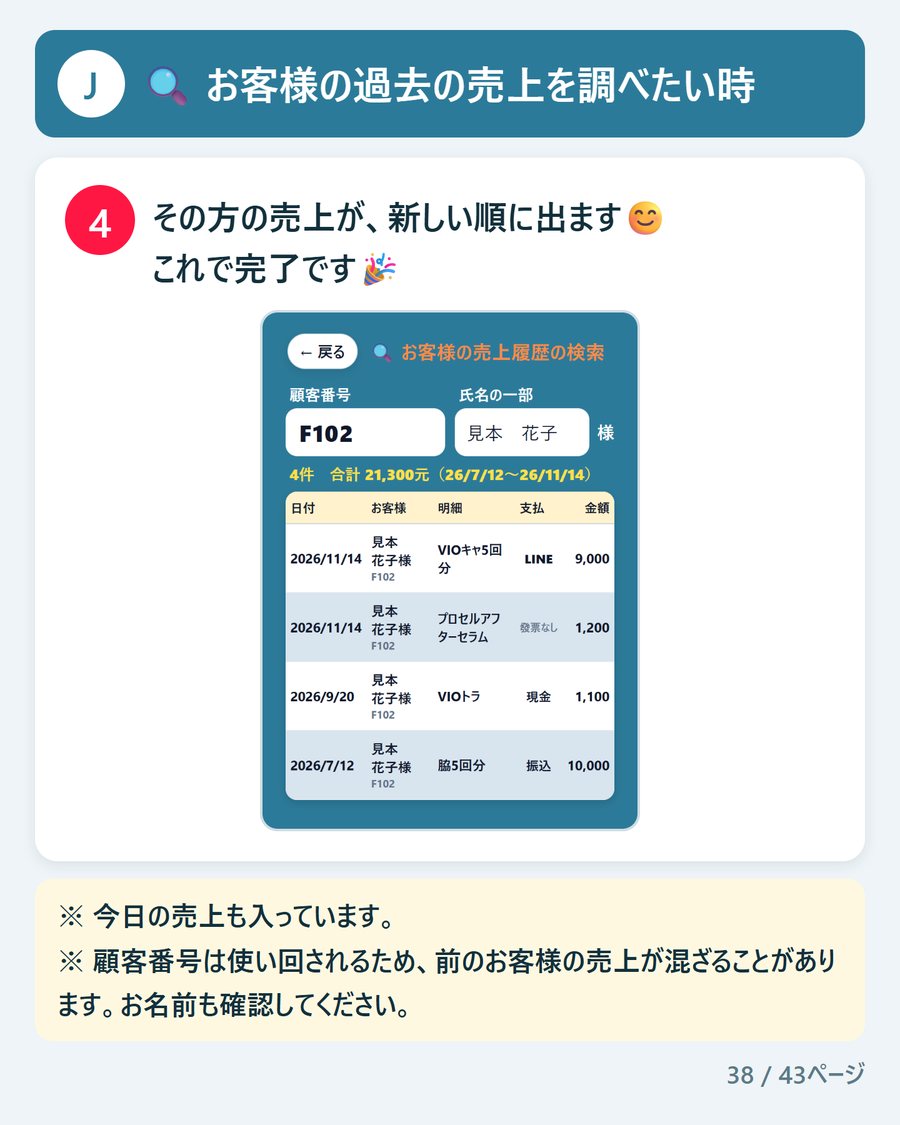 J 🔍 お客様の過去の売上を調べたい時
4 その方の売上が、新しい順に出ます😊
これで完了です🎉
← 戻る 🔍 お客様の売上履歴の検索
顧客番号 氏名の一部
F102 見本 花子 様
4件 合計 21,300元（26/7/12～26/11/14）
日付 お客様 明細 支払 金額
2026/11/14 見本 花子様 F102 VIOキャ5回分 LINE 9,000
2026/11/14 見本 花子様 F102 プロセルアフターセラム 發票なし 1,200
2026/9/20 見本 花子様 F102 VIOトラ 現金 1,100
2026/7/12 見本 花子様 F102 脇5回分 振込 10,000
※ 今日の売上も入っています。
※ 顧客番号は使い回されるため、前のお客様の売上が混ざることがあり
ます。お名前も確認してください。
38 / 43ページ